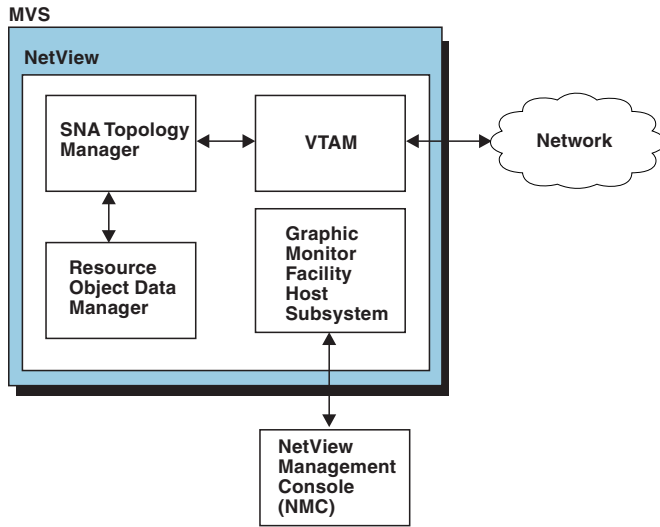 MVS
NetView
SNA Topology
Manager
VTAM
Network
Resource
Object Data
Manager
Graphic
Monitor
Facility
Host
Subsystem
NetView
Management
Console
(NMC)